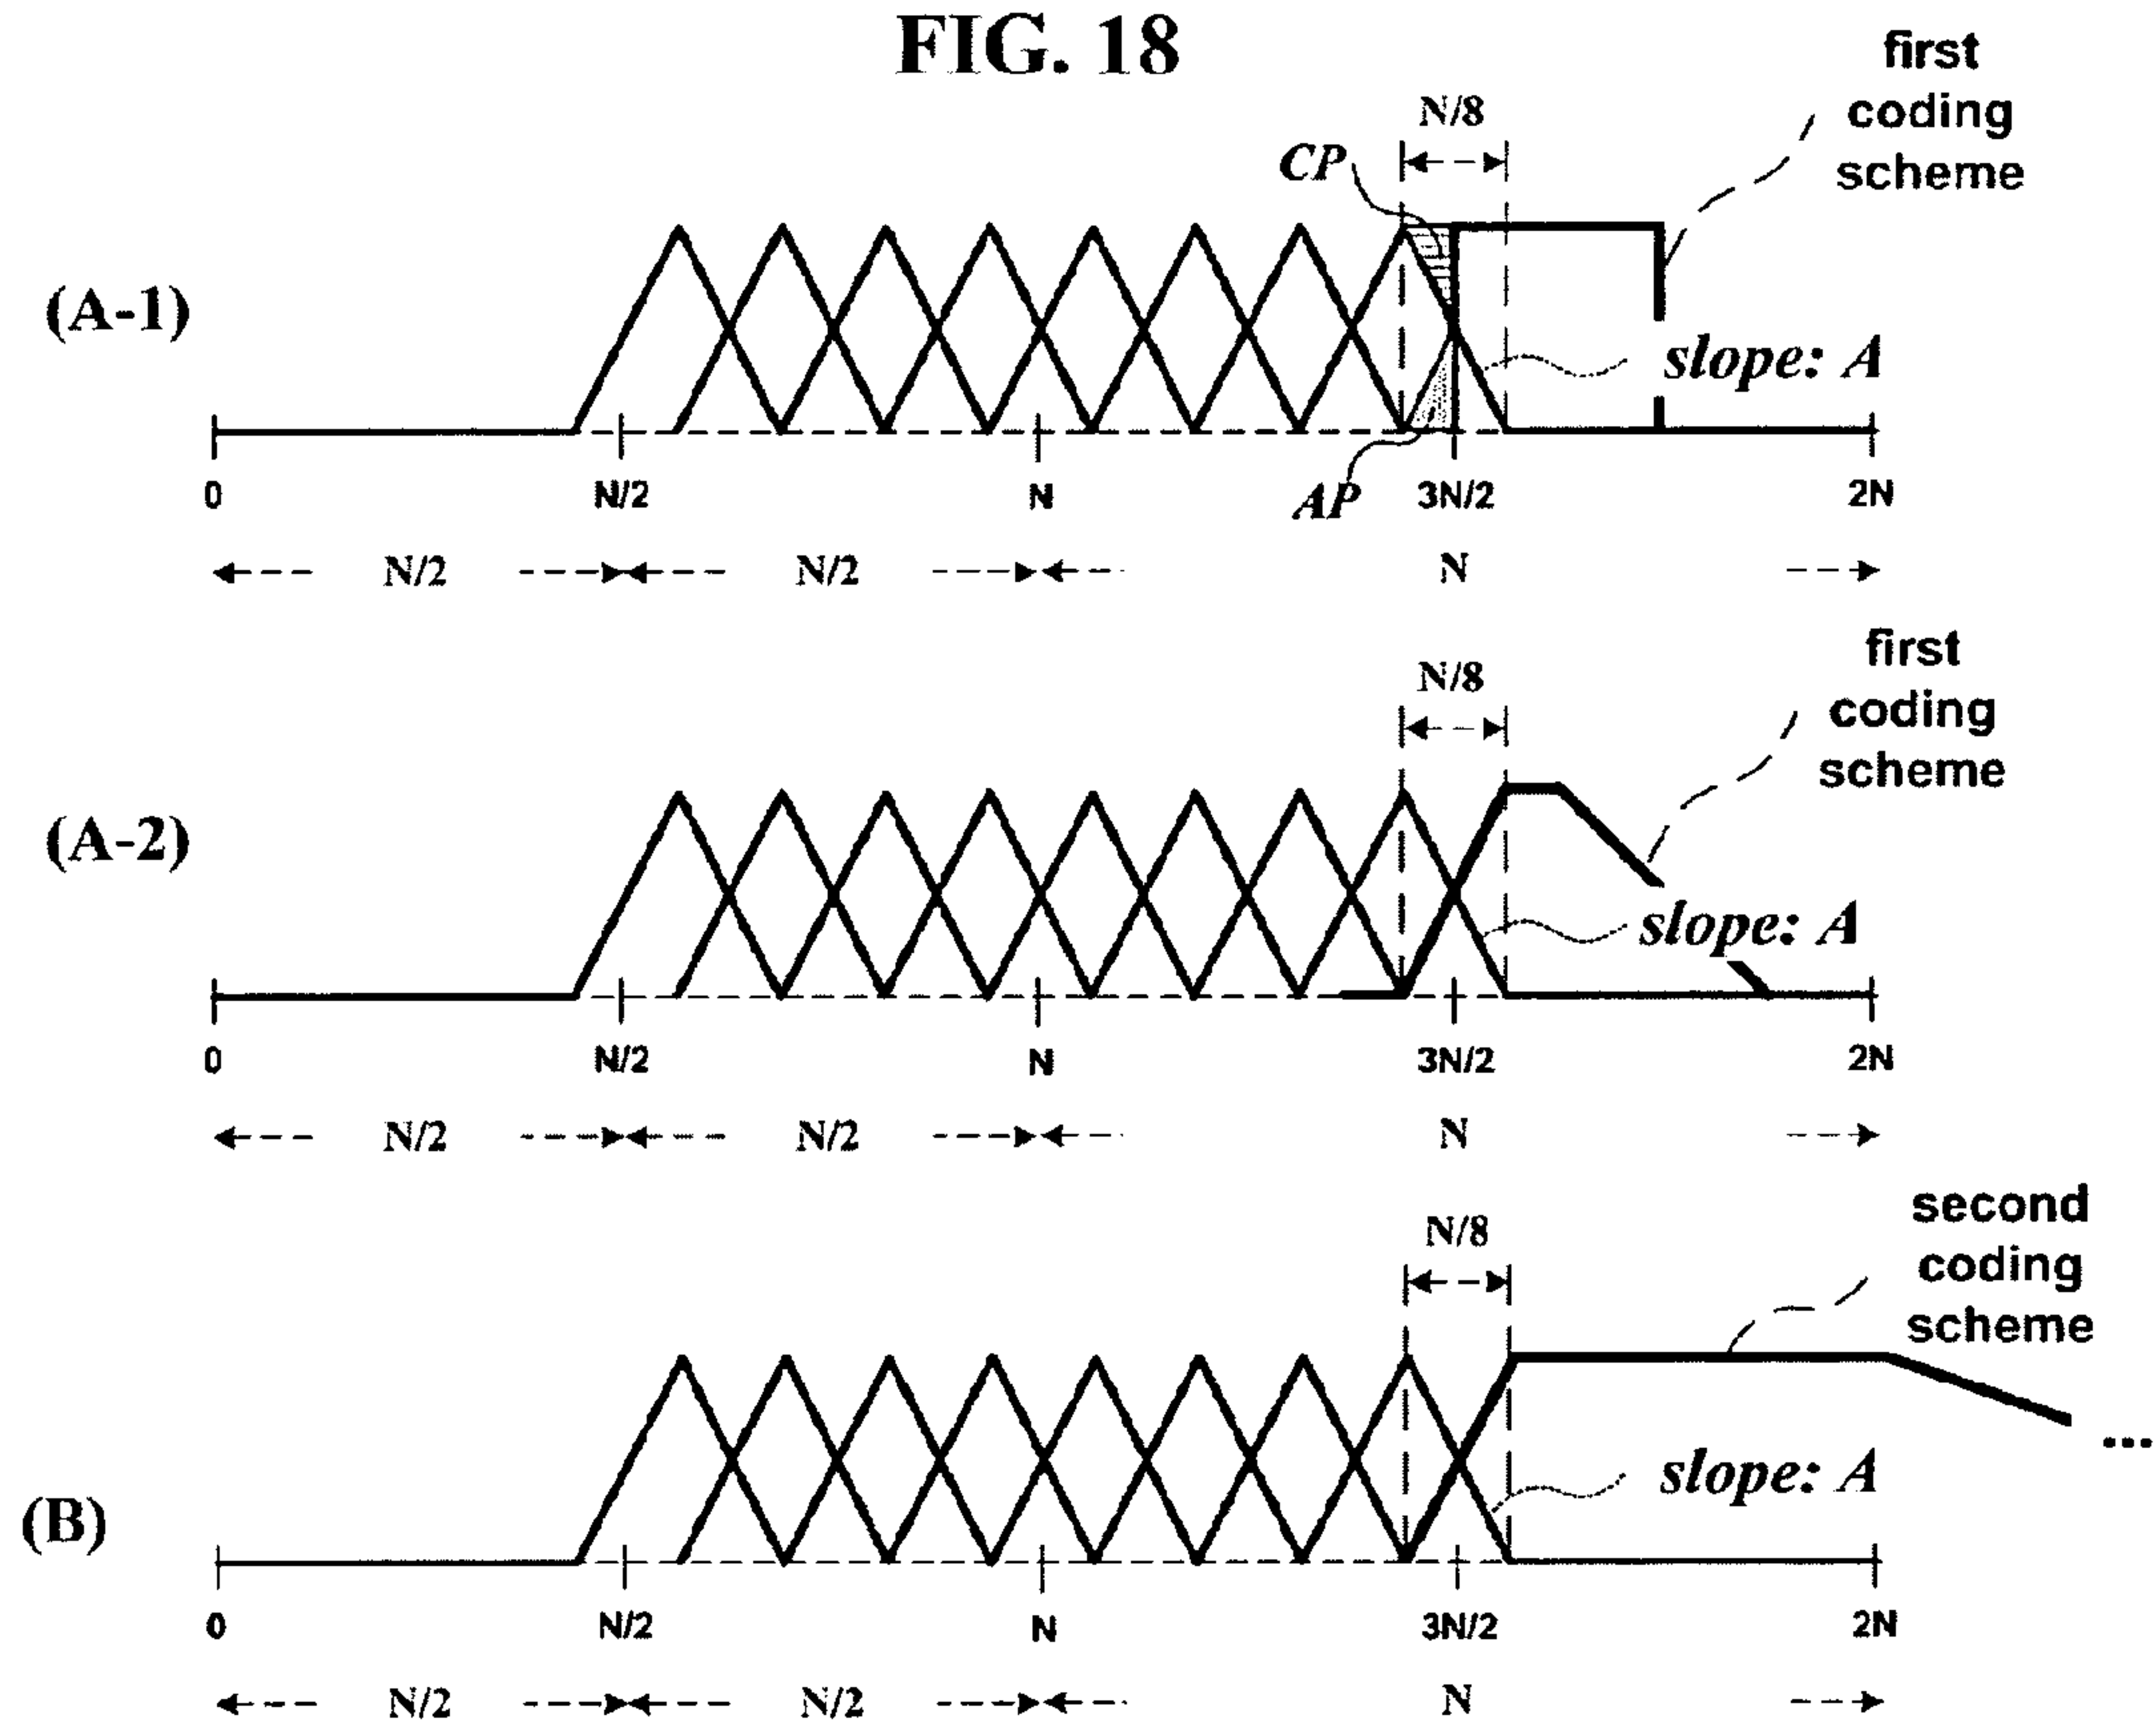 FIG. 18
first
coding
scheme
N/8
CP
(A-1)
slope: A
AP
0 N/2 N 3N/2 2N
N/2 N/2 N
first
coding
scheme
N/8
(A-2)
slope: A
0 N/2 N 3N/2 2N
N/2 N/2 N
second
coding
scheme
N/8
(B)
slope: A
...
0 N/2 N 3N/2 2N
N/2 N/2 N